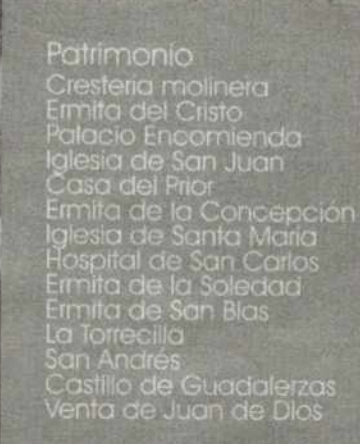 Patrimonio
Cresteria molinera
Ermita del Cristo
Palacio Encomienda
Iglesia de San Juan
Casa del Prior
Ermita de la Concepción
Iglesia de Santa Maria
Hospital de San Carlos
Ermita de la Soledad
Ermita de San Blas
La Torrecilla
San Andrés
Castillo de Guadalerzas
Venta de Juan de Dios